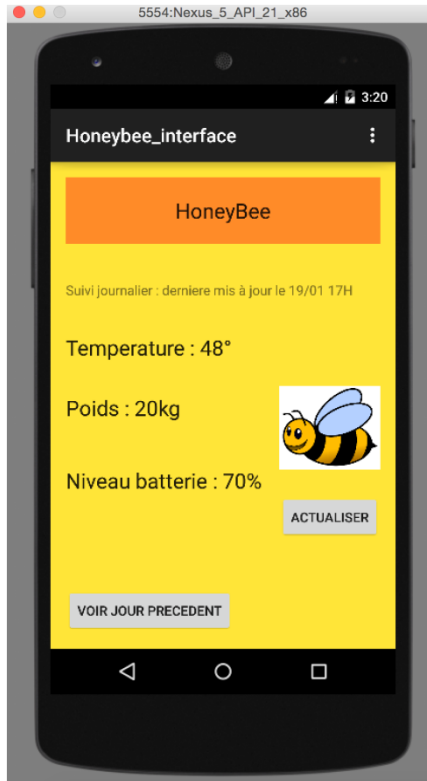 5554:Nexus_5_API_21_x86
3:20
Honeybee_interface
HoneyBee
Suivi journalier : derniere mis à jour le 19/01 17H
Temperature : 48°
Poids : 20kg
Niveau batterie : 70%
ACTUALISER
VOIR JOUR PRECEDENT